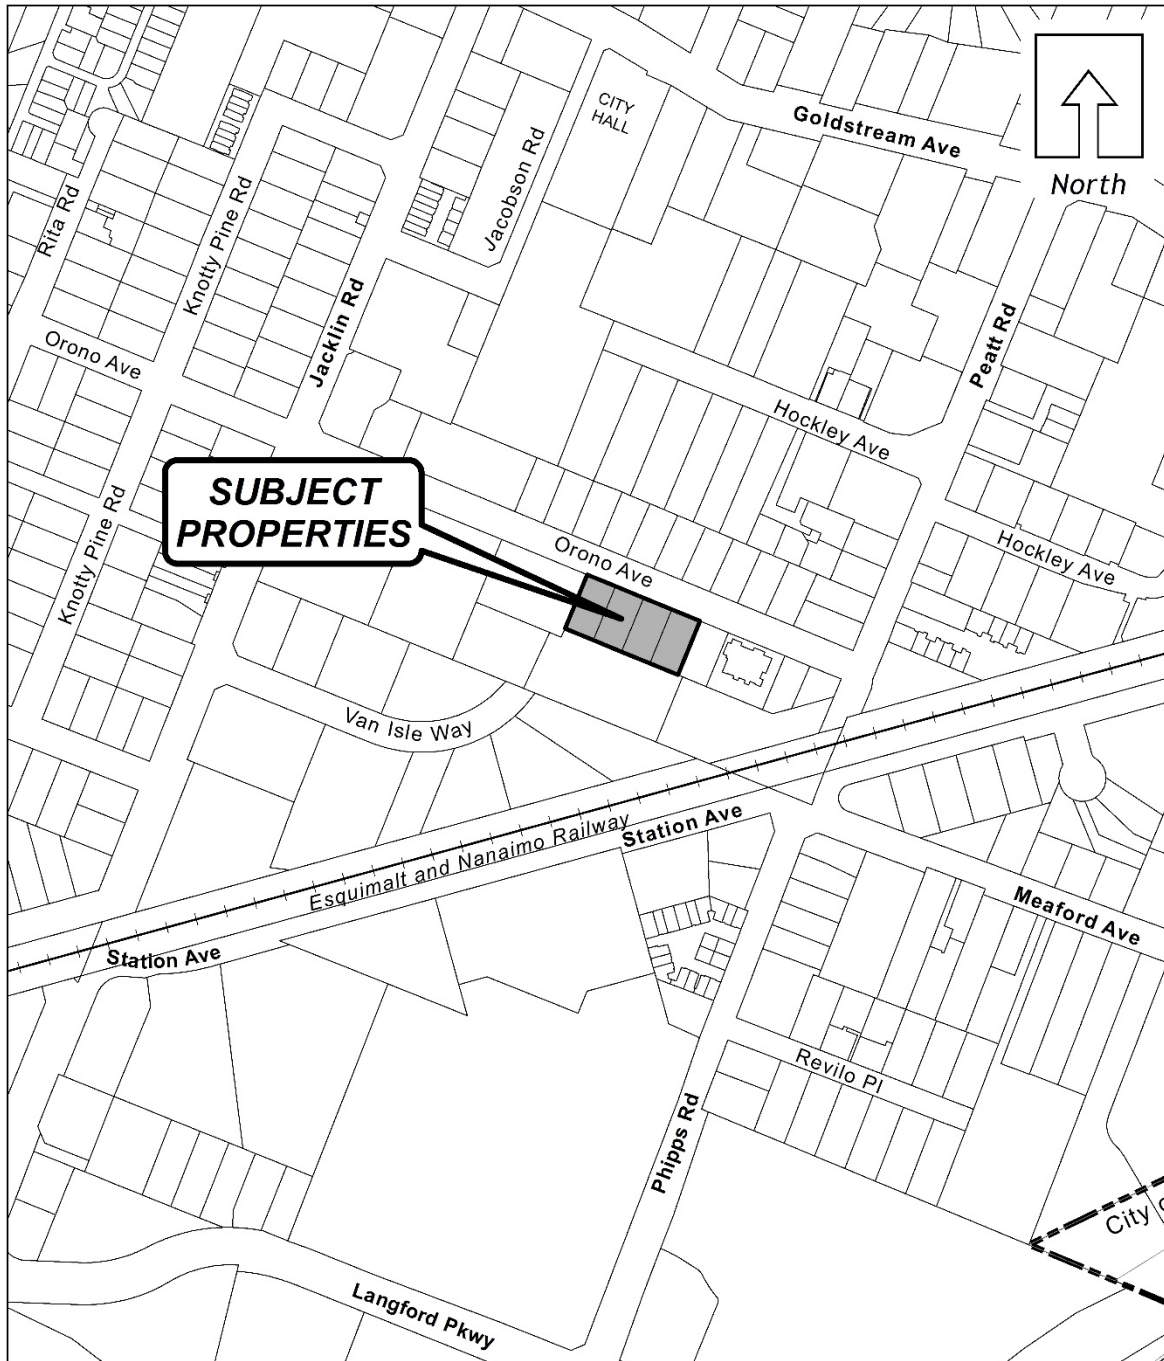 CITY
HALL
Goldstream Ave
North
Jacobson Rd
Rita Rd
Knotty Pine Rd
Jacklin Rd
Peatt Rd
Orono Ave
Hockley Ave
SUBJECT
PROPERTIES
Knotty Pine Rd
Orono Ave
Hockley Ave
Van Isle Way
Station Ave
Esquimalt and Nanaimo Railway
Station Ave
Meaford Ave
Revilo Pl
Phipps Rd
City
Langford Pkwy